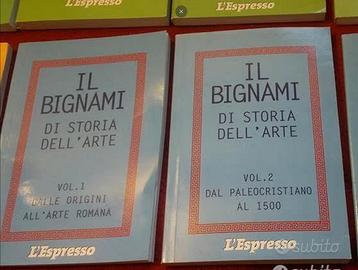 L'Espresso
L'Espresso
IL
BIGNAMI
DI STORIA
DELL'ARTE
VOL.1
DALLE ORIGINI
ALL'ARTE ROMANA
L'Espresso
IL
BIGNAMI
DI STORIA
DELL'ARTE
VOL.2
DAL PALEOCRISTIANO
AL 1500
L'Espresso
subito
subito